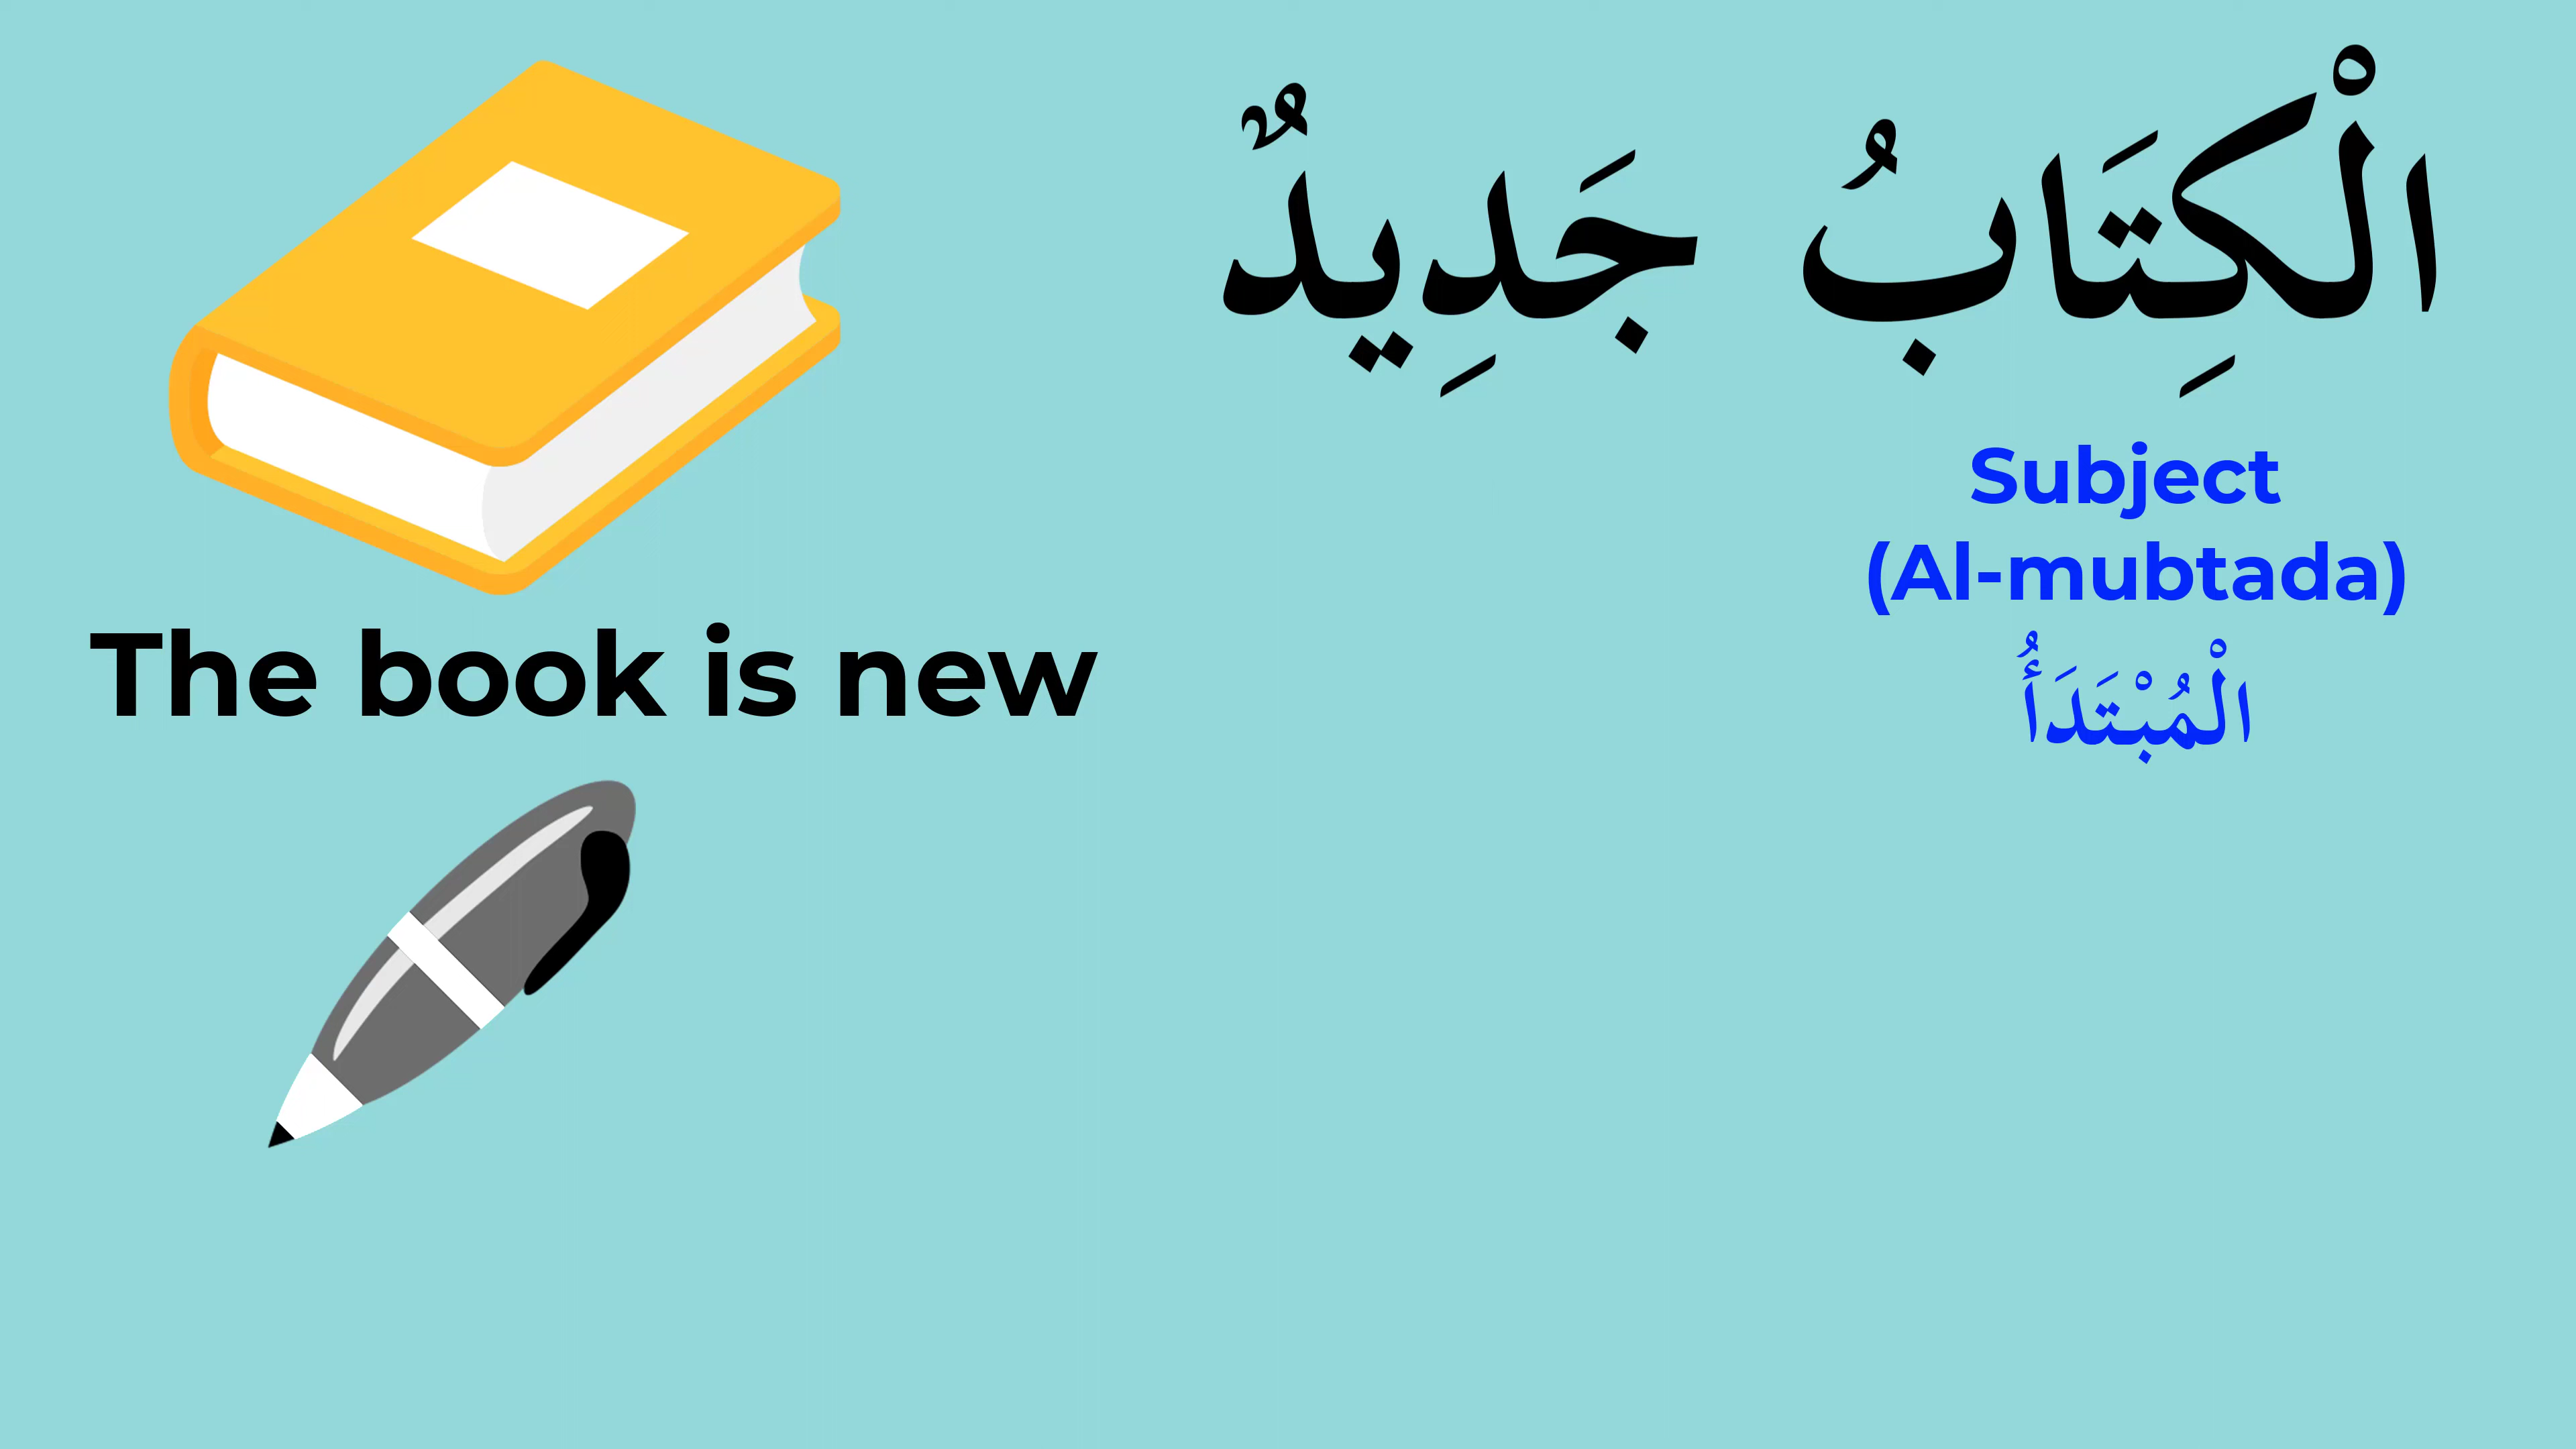 الْكِتَابُ جَدِيدٌ
Subject
(Al-mubtada)
الْمُبْتَدَأُ
The book is new